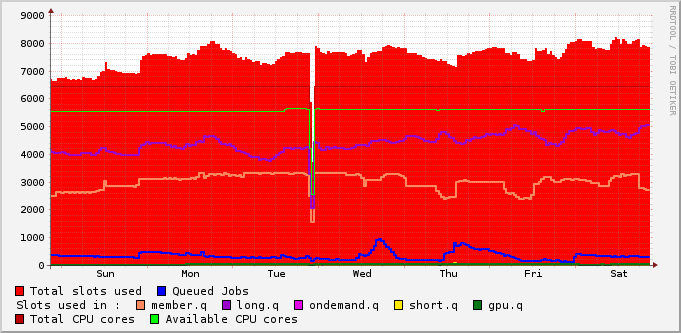 9000
8000
7000
6000
5000
4000
3000
2000
1000
0
Sun Mon Tue Wed Thu Fri Sat
RRDTOOL / TOBI OETIKER
Total slots used Queued Jobs
Slots used in : member.q long.q ondemand.q short.q gpu.q
Total CPU cores Available CPU cores